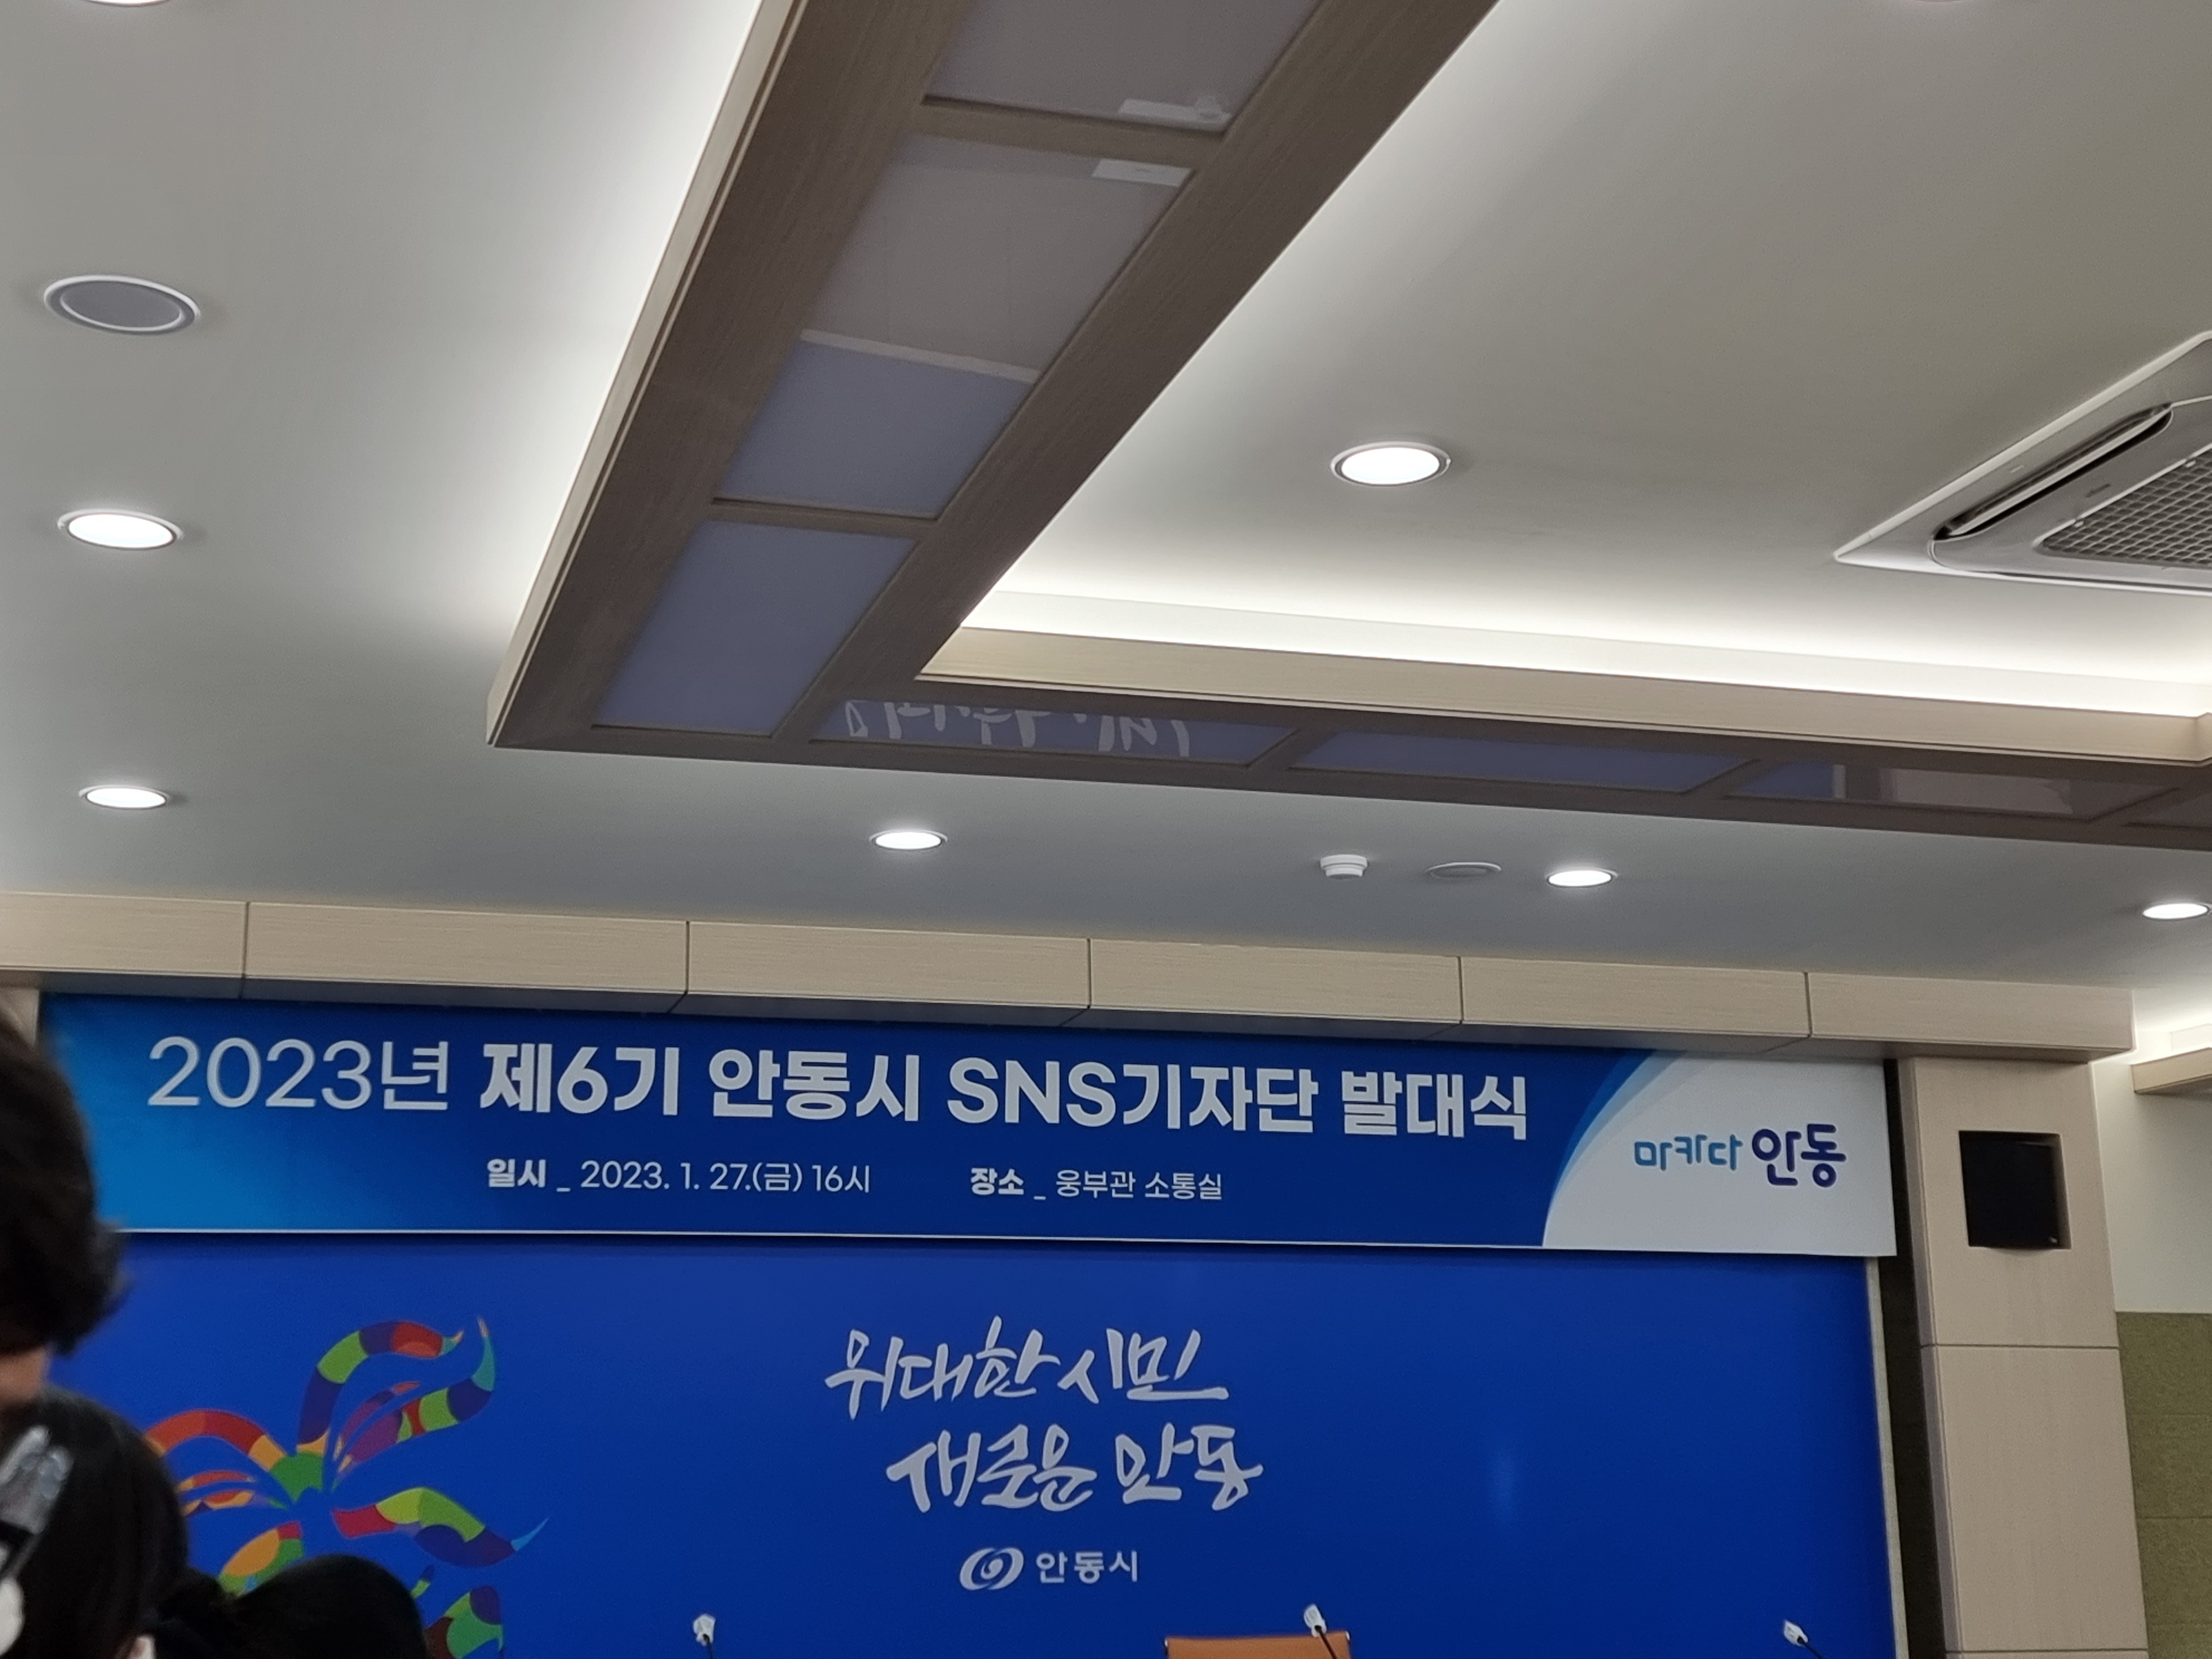 2023년 제6기 안동시 SNS기자단 발대식
일시 _ 2023. 1. 27.(금) 16시 장소 _ 웅부관 소통실
마카다 안동
위대한 시민
새로운 안동
안동시